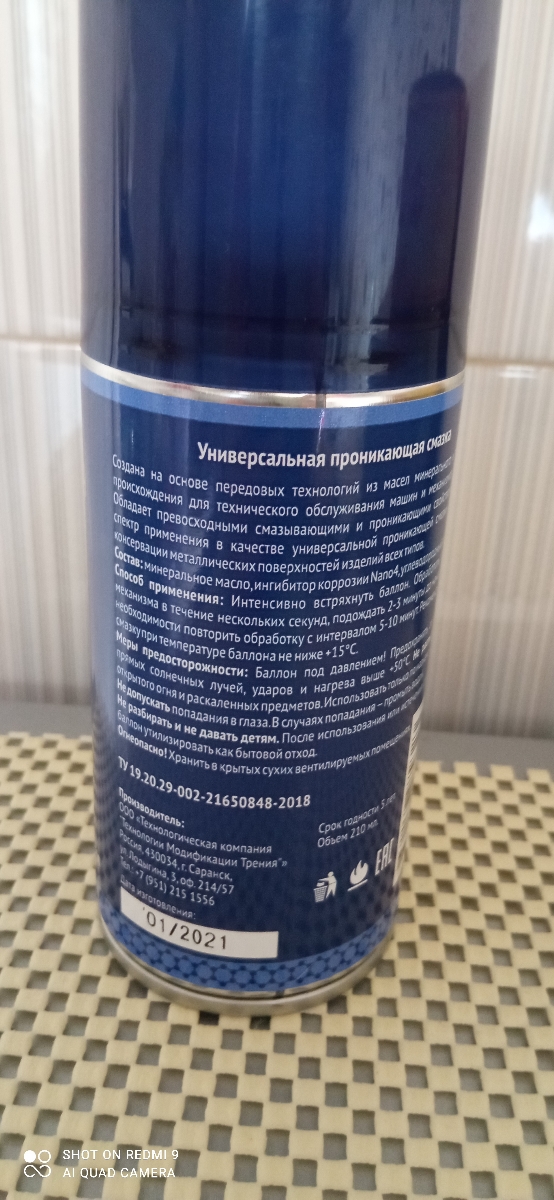 Универсальная проникающая смазка
Создана на основе передовых технологий из масел минерального
происхождения для технического обслуживания машин и
Обладает превосходными смазывающими и проникающими
спектр применения в качестве универсальной проникающей
консервации металлических поверхностей изделий всех типов.
Состав: минеральное масло, ингибитор коррозии Nano4,
Способ применения: Интенсивно встряхнуть баллон.
механизма в течение нескольких секунд, подождать 2-3 минуты
необходимости повторить обработку с интервалом 5-10 минут.
смазку при температуре баллона не ниже +15°С.
Меры предосторожности: Баллон под давлением!
прямых солнечных лучей, ударов и нагрева выше +50°С. Не
открытого огня и раскаленных предметов. Использовать только
Не допускать попадания в глаза. В случаях попадания –
Не разбирать и не давать детям. После использования или
баллон утилизировать как бытовой отход.
Огнеопасно! Хранить в крытых сухих вентилируемых помещениях
ТУ 19.20.29-002-21650848-2018
Производитель:
ООО «Технологическая компания
"Технологии Модификации Трения"»
Россия, 430034, г. Саранск,
ул. Лодыгина, 3, оф. 214/57
Тел.: +7 (951) 215 1556
Дата изготовления:
01/2021
Срок годности 5 лет.
Объем 210 мл.
EAC
SHOT ON REDMI 9
AI QUAD CAMERA